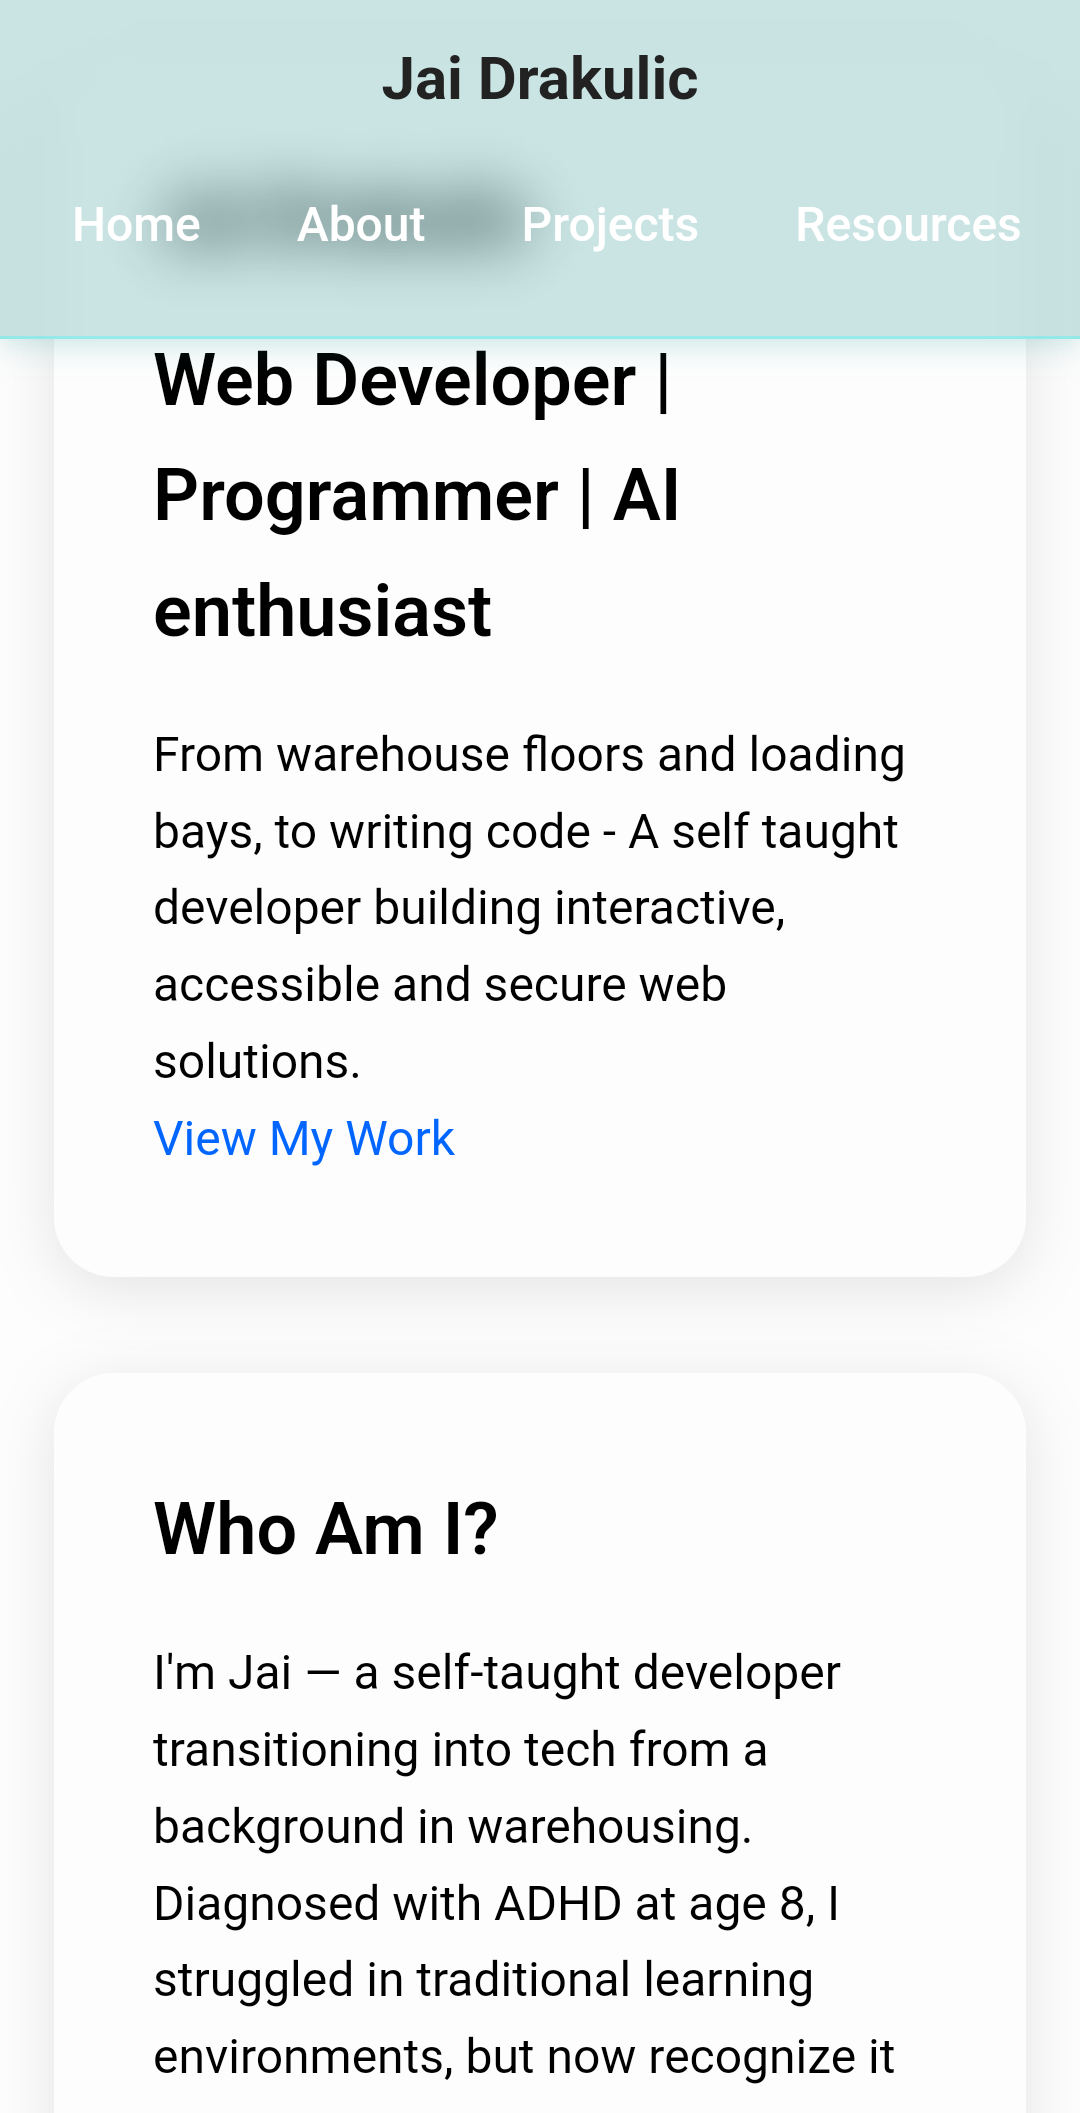 Jai Drakulic
Home About Projects Resources
Web Developer |
Programmer | AI
enthusiast
From warehouse floors and loading
bays, to writing code - A self taught
developer building interactive,
accessible and secure web
solutions.
View My Work
Who Am I?
I'm Jai — a self-taught developer
transitioning into tech from a
background in warehousing.
Diagnosed with ADHD at age 8, I
struggled in traditional learning
environments, but now recognize it